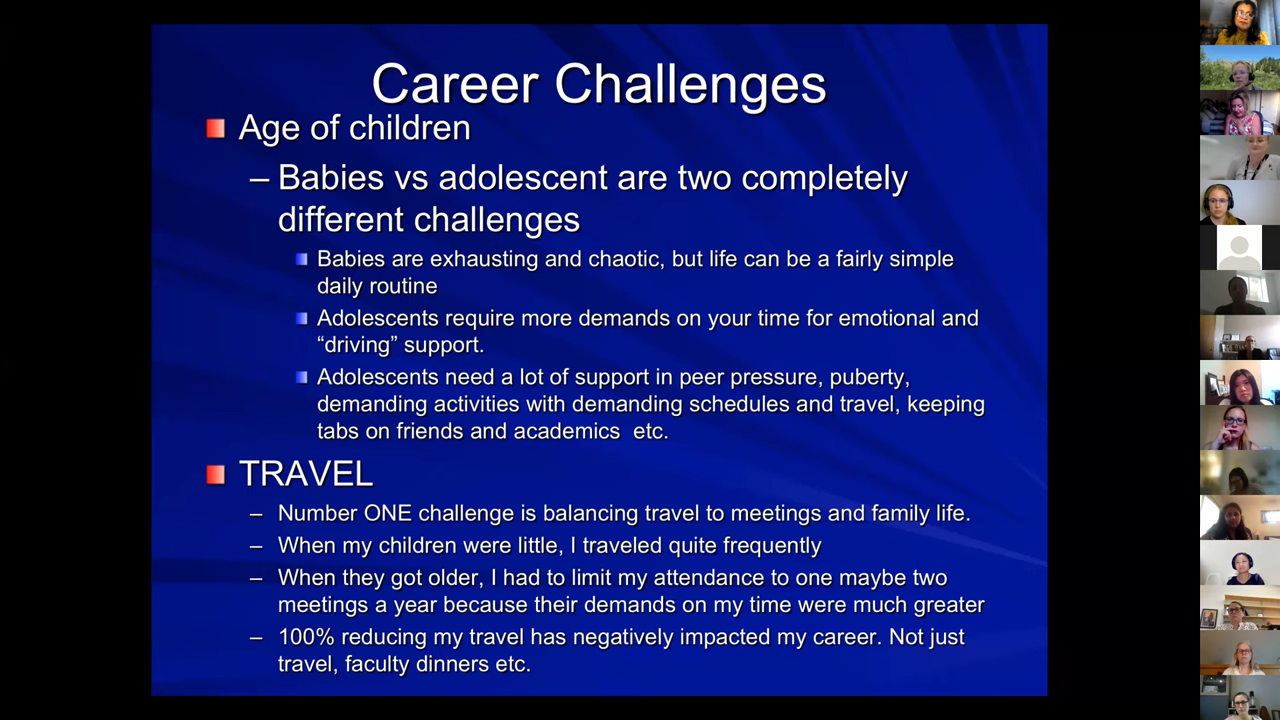 Career Challenges
Age of children
– Babies vs adolescent are two completely
different challenges
Babies are exhausting and chaotic, but life can be a fairly simple
daily routine
Adolescents require more demands on your time for emotional and
“driving” support.
Adolescents need a lot of support in peer pressure, puberty,
demanding activities with demanding schedules and travel, keeping
tabs on friends and academics  etc.
TRAVEL
– Number ONE challenge is balancing travel to meetings and family life.
– When my children were little, I traveled quite frequently
– When they got older, I had to limit my attendance to one maybe two
meetings a year because their demands on my time were much greater
– 100% reducing my travel has negatively impacted my career. Not just
travel, faculty dinners etc.